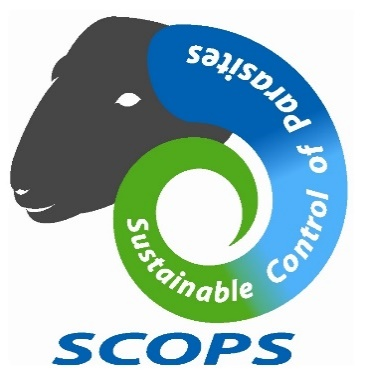 Sustainable Control of Parasites
SCOPS